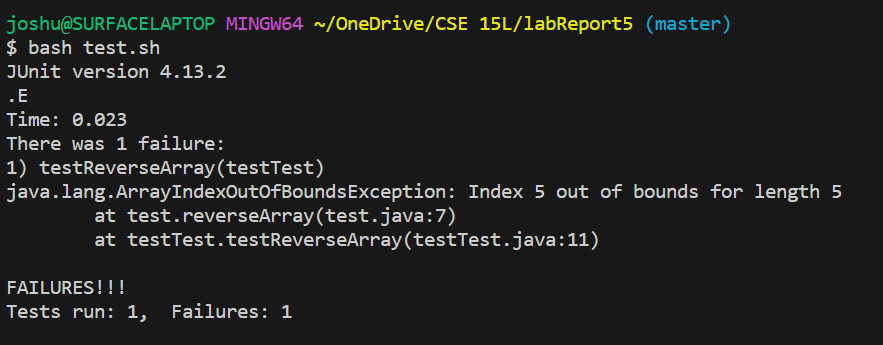 joshu@SURFACELAPTOP MINGW64 ~/OneDrive/CSE 15L/labReport5 (master)
$ bash test.sh
JUnit version 4.13.2
.E
Time: 0.023
There was 1 failure:
1) testReverseArray(testTest)
java.lang.ArrayIndexOutOfBoundsException: Index 5 out of bounds for length 5
        at test.reverseArray(test.java:7)
        at testTest.testReverseArray(testTest.java:11)

FAILURES!!!
Tests run: 1,  Failures: 1